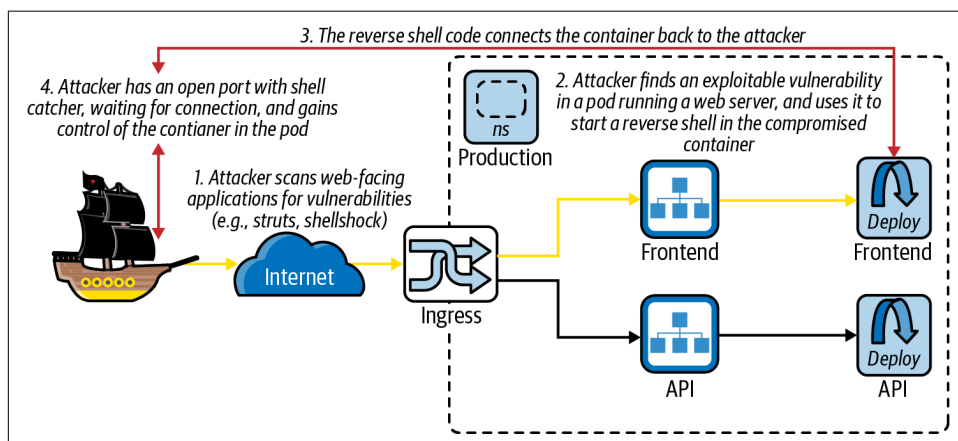 3. The reverse shell code connects the container back to the attacker
4. Attacker has an open port with shell
catcher, waiting for connection, and gains
control of the contianer in the pod
2. Attacker finds an exploitable vulnerability
in a pod running a web server, and uses it to
start a reverse shell in the compromised
container
ns
Production
1. Attacker scans web-facing
applications for vulnerabilities
(e.g., struts, shellshock)
Internet
Ingress
Frontend
Deploy
Frontend
API
Deploy
API